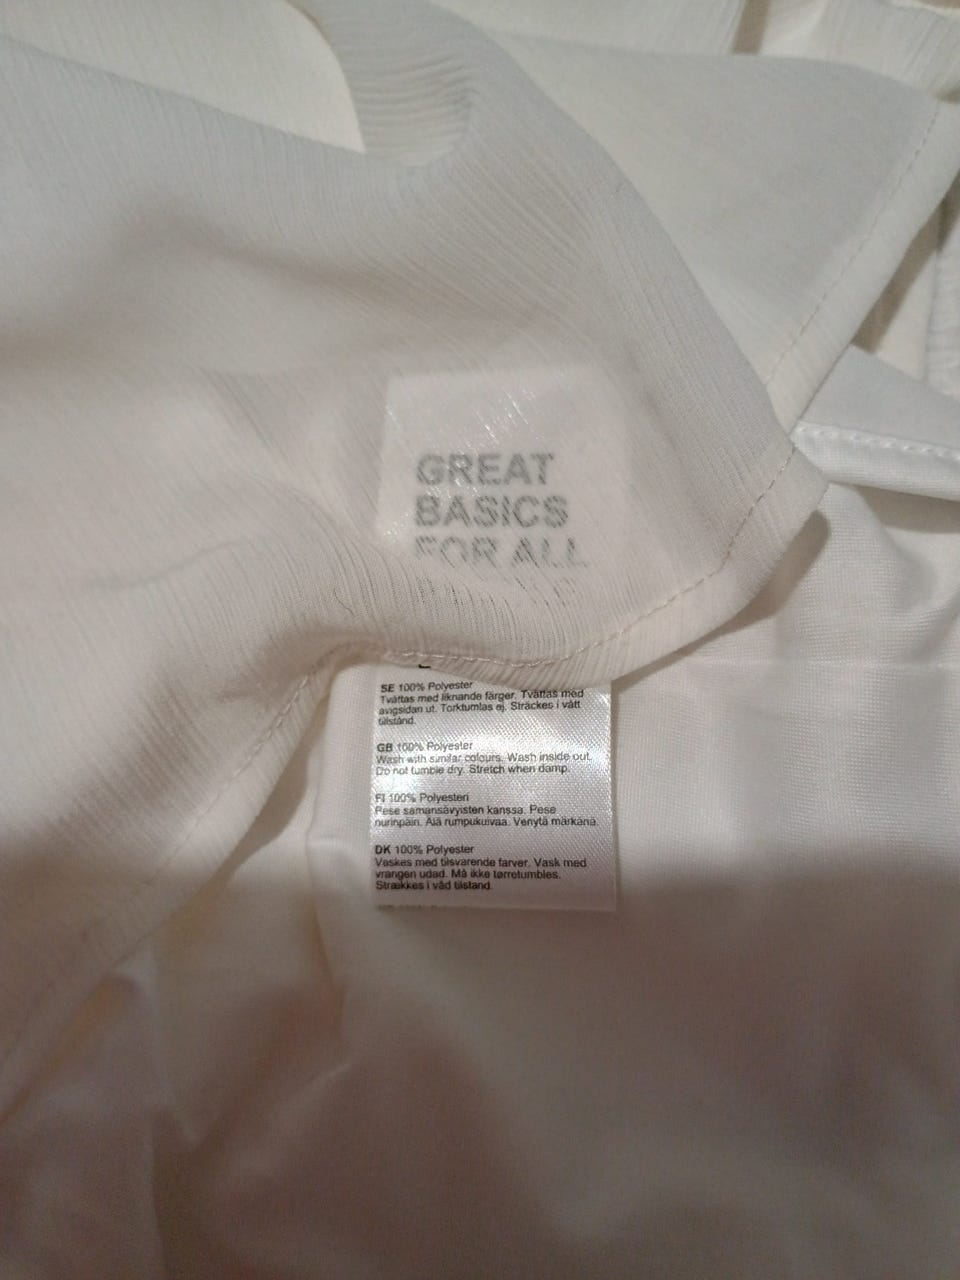 GREAT
BASICS
FOR ALL
SE 100% Polyester
Tvättas med liknande färger. Tvättas med
avigsidan ut. Torktumlas ej. Sträckes i vått
tillstånd.
GB 100% Polyester
Wash with similar colours. Wash inside out.
Do not tumble dry. Stretch when damp.
FI 100% Polyesteri
Pese samansävyisten kanssa. Pese
nurinpäin. Älä rumpukuivaa. Venytä märkänä.
DK 100% Polyester
Vaskes med tilsvarende farver. Vask med
vrangen udad. Må ikke tørretumbles.
Strækkes i våd tilstand.